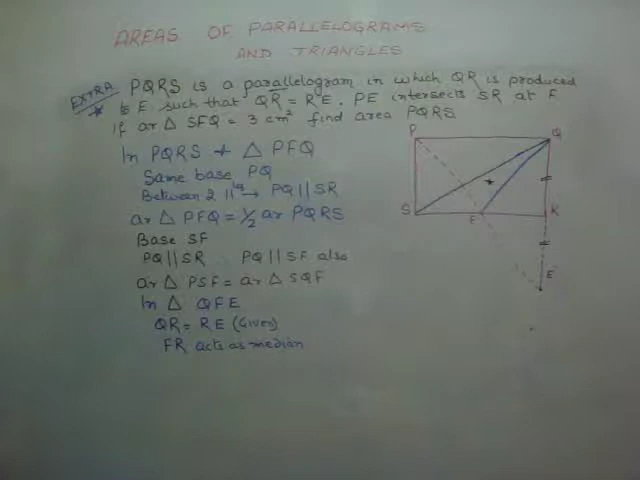 AREAS OF PARALLELOGRAMS
AND TRIANGLES
EXTRA PQRS is a parallelogram in which QR is produced
to E such that QR = RE. PE intersects SR at F
If ar △ SFQ = 3 cm² find area PQRS
In PQRS + △ PFQ
Same base PQ
Between 2 || → PQ || SR
ar △ PFQ = 1/2 ar PQRS
Base SF
PQ || SR PQ || SF also
ar △ PSF = ar △ SQF
In △ QFE
QR = RE (Given)
FR acts as median
P
Q
S
F
R
E